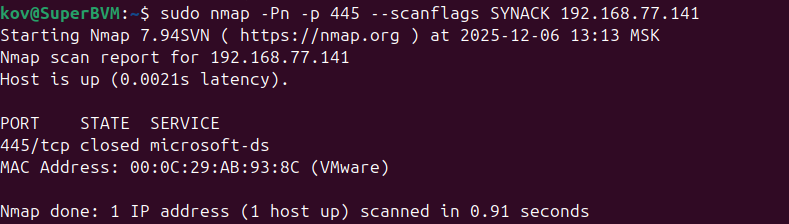 kov@SuperBVM:~$ sudo nmap -Pn -p 445 --scanflags SYNACK 192.168.77.141
Starting Nmap 7.94SVN ( https://nmap.org ) at 2025-12-06 13:13 MSK
Nmap scan report for 192.168.77.141
Host is up (0.0021s latency).
PORT    STATE  SERVICE
445/tcp closed microsoft-ds
MAC Address: 00:0C:29:AB:93:8C (VMware)
Nmap done: 1 IP address (1 host up) scanned in 0.91 seconds